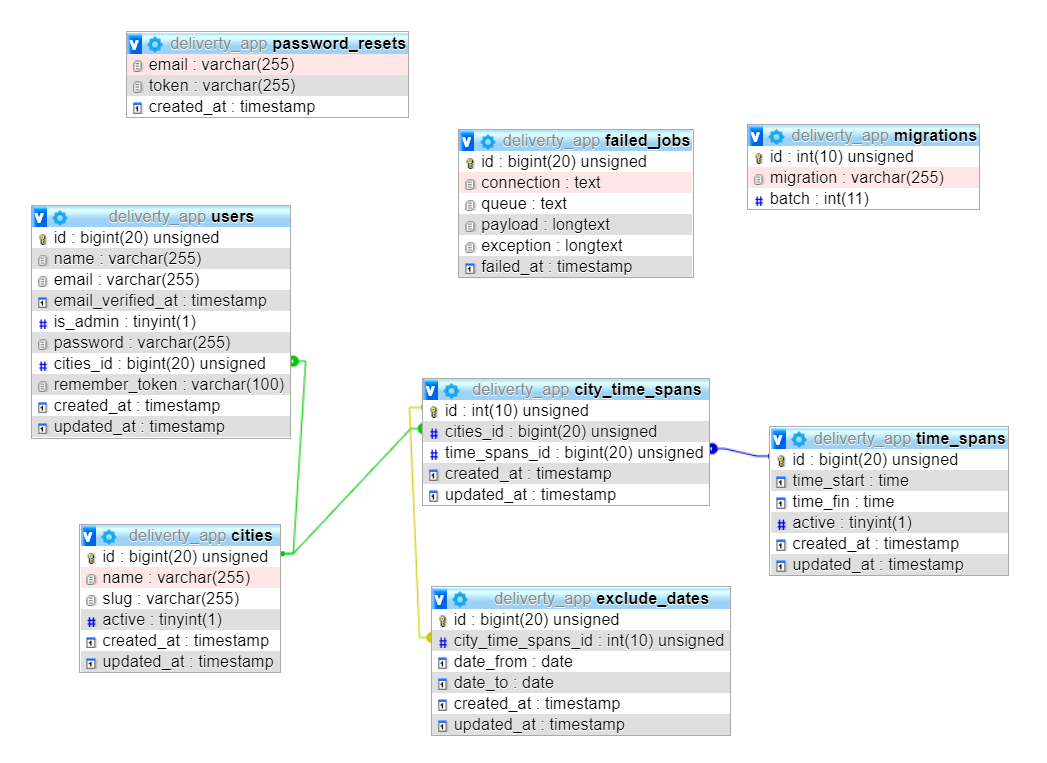 deliverty_app password_resets
email : varchar(255)
token : varchar(255)
created_at : timestamp
deliverty_app failed_jobs
id : bigint(20) unsigned
connection : text
queue : text
payload : longtext
exception : longtext
failed_at : timestamp
deliverty_app migrations
id : int(10) unsigned
migration : varchar(255)
batch : int(11)
deliverty_app users
id : bigint(20) unsigned
name : varchar(255)
email : varchar(255)
email_verified_at : timestamp
is_admin : tinyint(1)
password : varchar(255)
cities_id : bigint(20) unsigned
remember_token : varchar(100)
created_at : timestamp
updated_at : timestamp
deliverty_app city_time_spans
id : int(10) unsigned
cities_id : bigint(20) unsigned
time_spans_id : bigint(20) unsigned
created_at : timestamp
updated_at : timestamp
deliverty_app time_spans
id : bigint(20) unsigned
time_start : time
time_fin : time
active : tinyint(1)
created_at : timestamp
updated_at : timestamp
deliverty_app cities
id : bigint(20) unsigned
name : varchar(255)
slug : varchar(255)
active : tinyint(1)
created_at : timestamp
updated_at : timestamp
deliverty_app exclude_dates
id : bigint(20) unsigned
city_time_spans_id : int(10) unsigned
date_from : date
date_to : date
created_at : timestamp
updated_at : timestamp